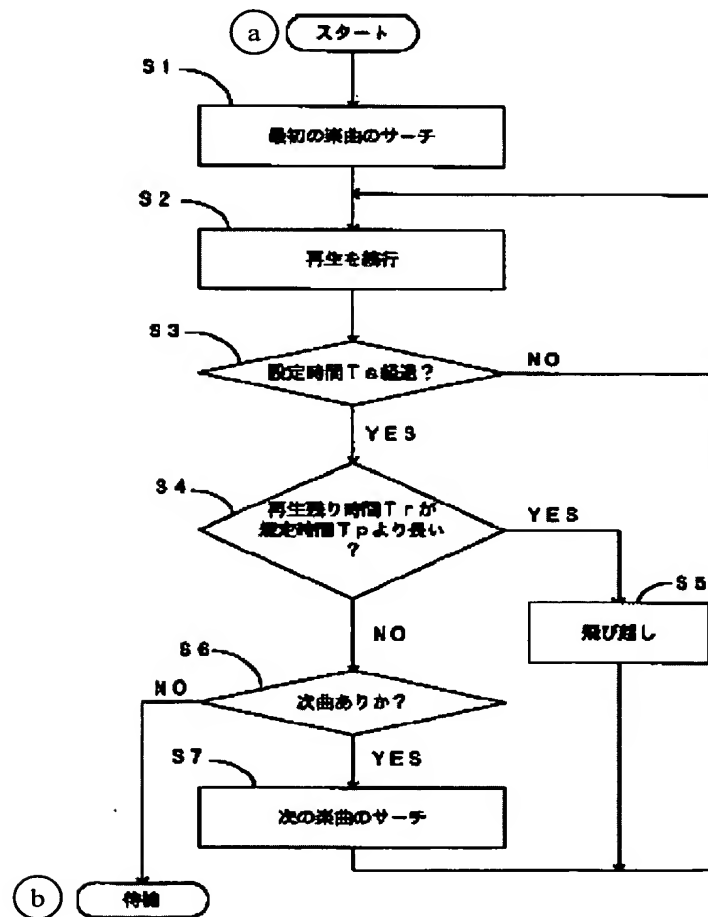 a スタート
S1
最初の楽曲のサーチ
S2
再生を続行
S3
設定時間Ts経過?
NO
YES
S4
再生残り時間Trが
規定時間Tpより長い
?
YES
S5
飛び越し
NO
S6
次曲ありか?
NO
YES
S7
次の楽曲のサーチ
b 待機